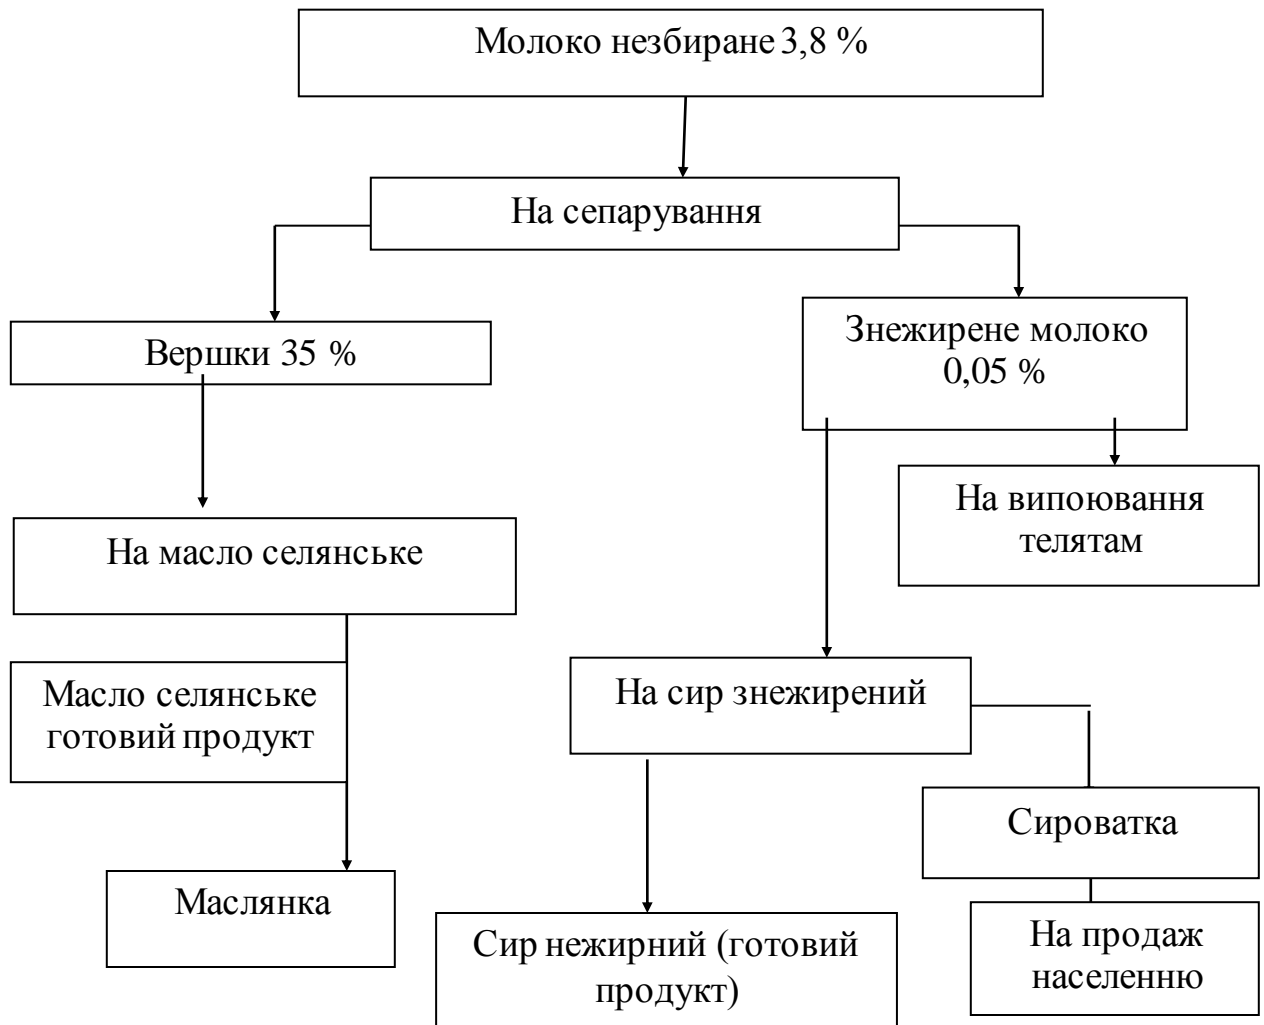 Молоко незбиране 3,8 %
На сепарування
Вершки 35 %
Знежирене молоко
0,05 %
На випоювання
телятам
На масло селянське
Масло селянське
готовий продукт
На сир знежирений
Сироватка
Маслянка
Сир нежирний (готовий
продукт)
На продаж
населенню